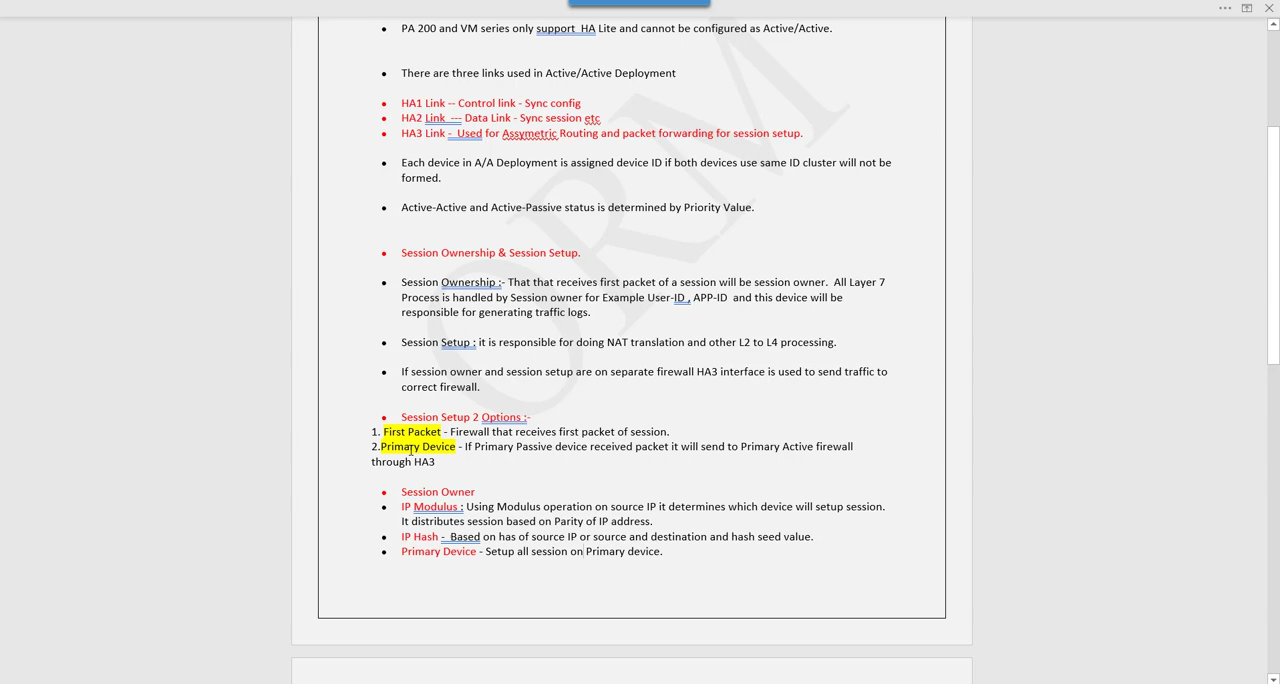 • PA 200 and VM series only support  HA Lite and cannot be configured as Active/Active.
• There are three links used in Active/Active Deployment
• HA1 Link -- Control link - Sync config
• HA2 Link  --- Data Link - Sync session etc
• HA3 Link -  Used for Assymetric Routing and packet forwarding for session setup.
• Each device in A/A Deployment is assigned device ID if both devices use same ID cluster will not be
formed.
• Active-Active and Active-Passive status is determined by Priority Value.
• Session Ownership & Session Setup.
• Session Ownership :- That that receives first packet of a session will be session owner.  All Layer 7
Process is handled by Session owner for Example User-ID , APP-ID  and this device will be
responsible for generating traffic logs.
• Session Setup : it is responsible for doing NAT translation and other L2 to L4 processing.
• If session owner and session setup are on separate firewall HA3 interface is used to send traffic to
correct firewall.
• Session Setup 2 Options :-
1. First Packet - Firewall that receives first packet of session.
2.Primary Device - If Primary Passive device received packet it will send to Primary Active firewall
through HA3
• Session Owner
• IP Modulus : Using Modulus operation on source IP it determines which device will setup session.
It distributes session based on Parity of IP address.
• IP Hash -  Based on has of source IP or source and destination and hash seed value.
• Primary Device - Setup all session on Primary device.
ORM